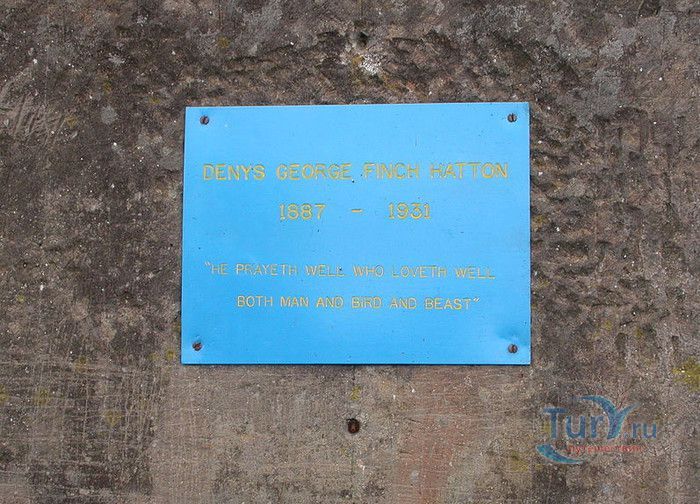 DENYS GEORGE FINCH HATTON
1887 - 1931
"HE PRAYETH WELL WHO LOVETH WELL
BOTH MAN AND BIRD AND BEAST"
TurY.ru